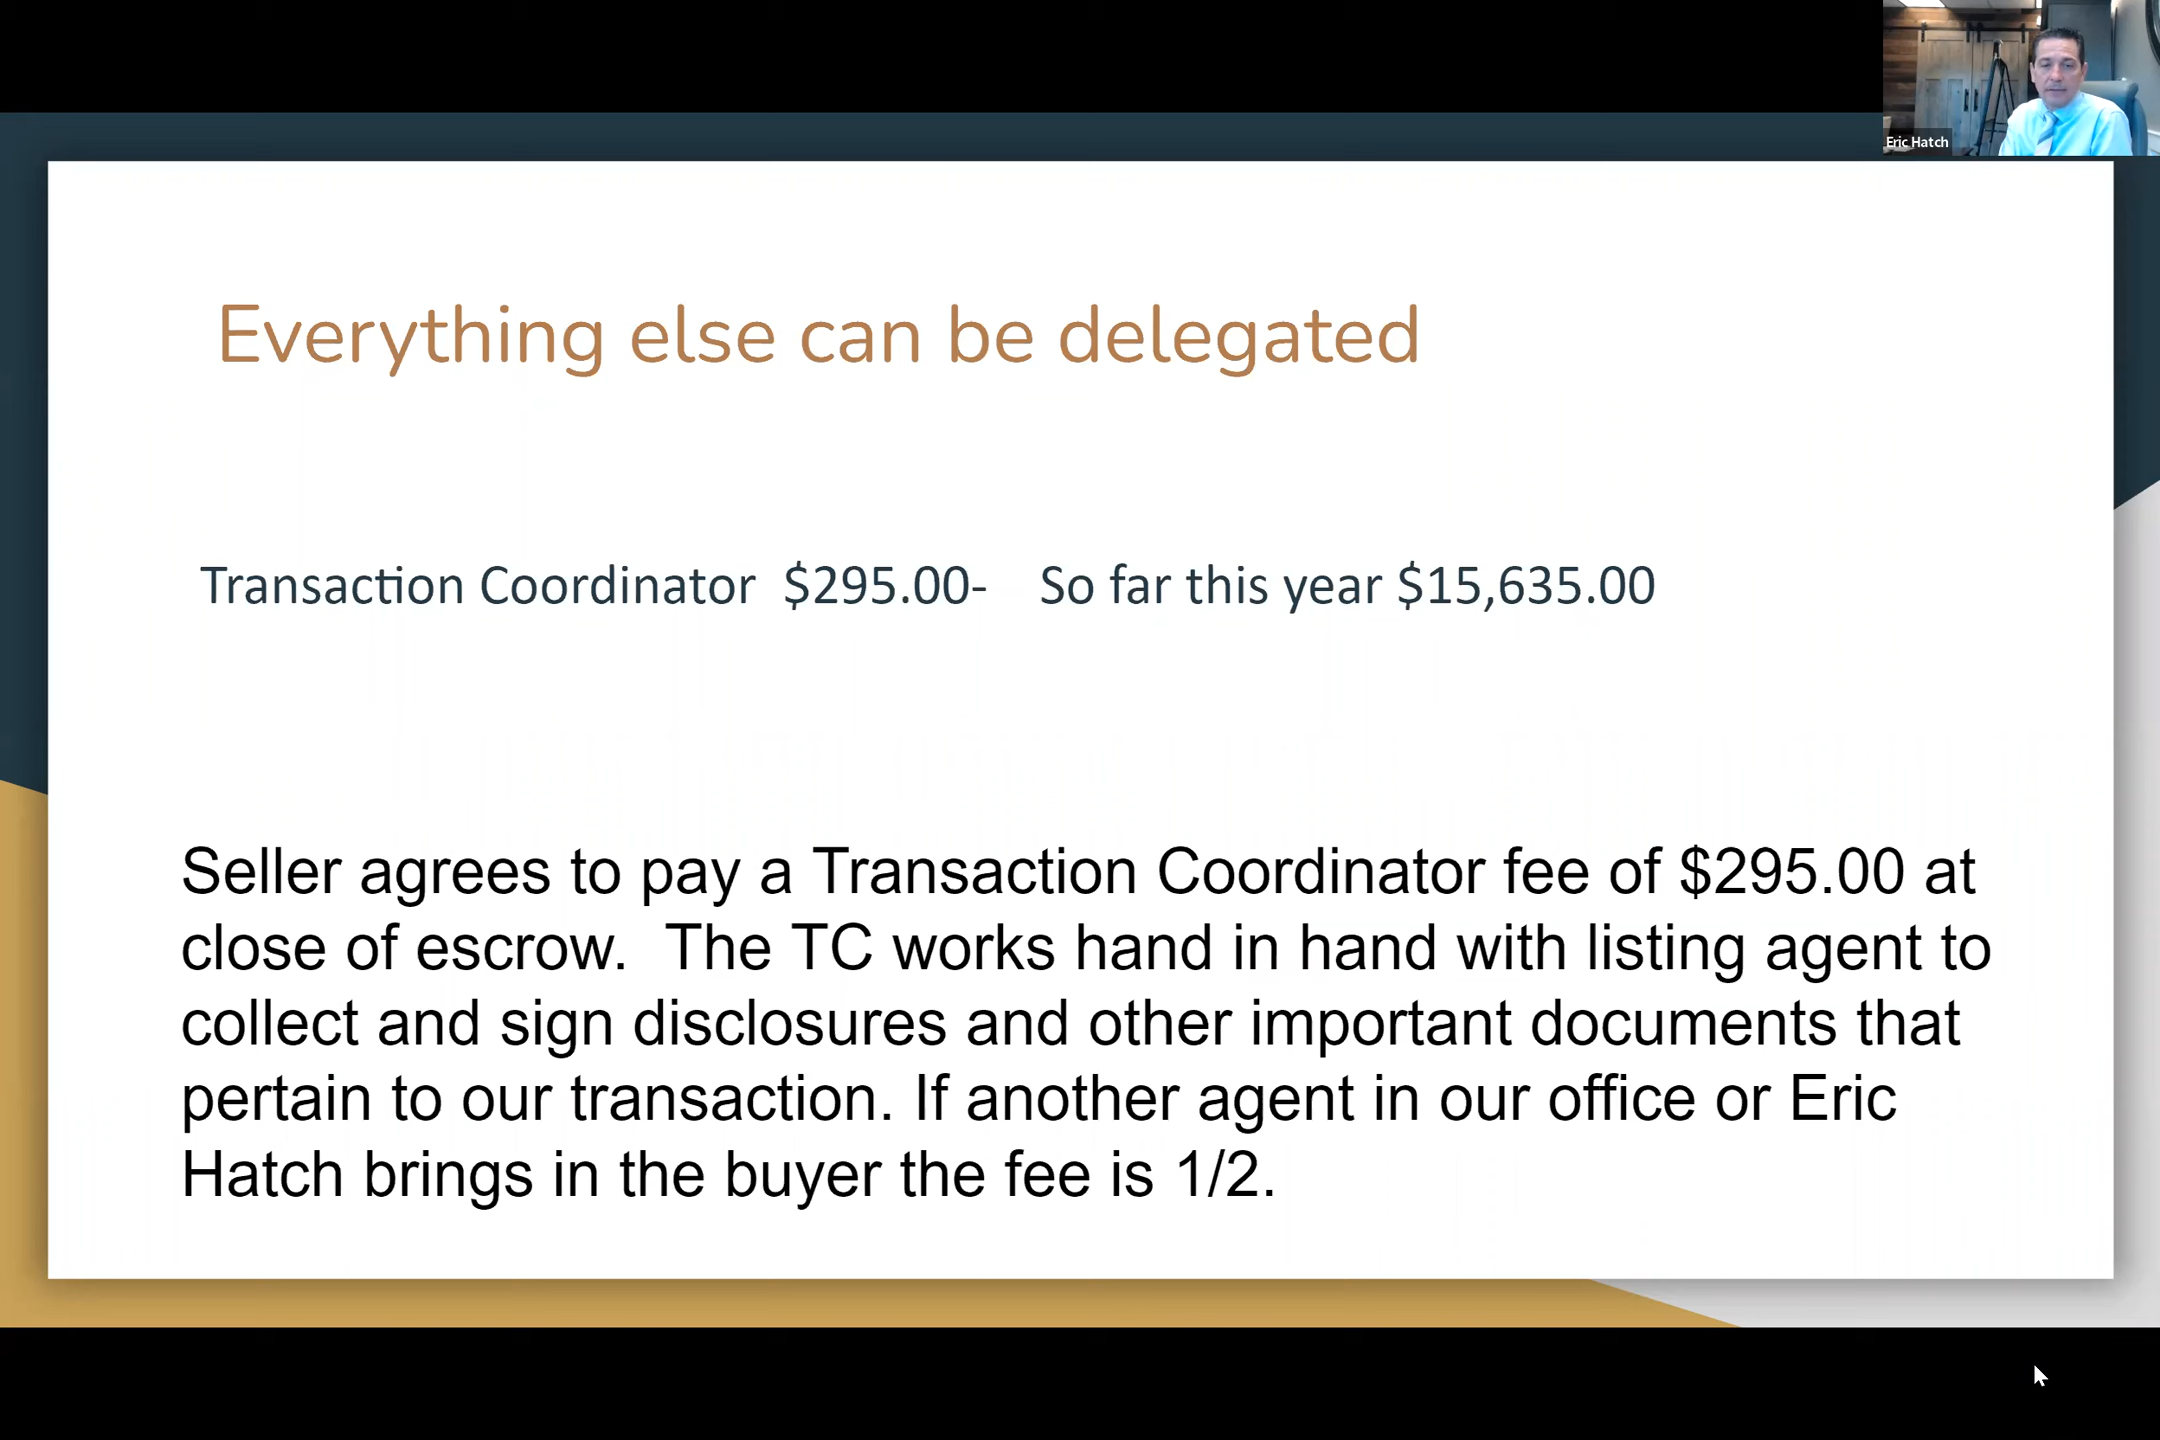 Eric Hatch
Everything else can be delegated
Transaction Coordinator  $295.00-    So far this year $15,635.00
Seller agrees to pay a Transaction Coordinator fee of $295.00 at
close of escrow.  The TC works hand in hand with listing agent to
collect and sign disclosures and other important documents that
pertain to our transaction. If another agent in our office or Eric
Hatch brings in the buyer the fee is 1/2.